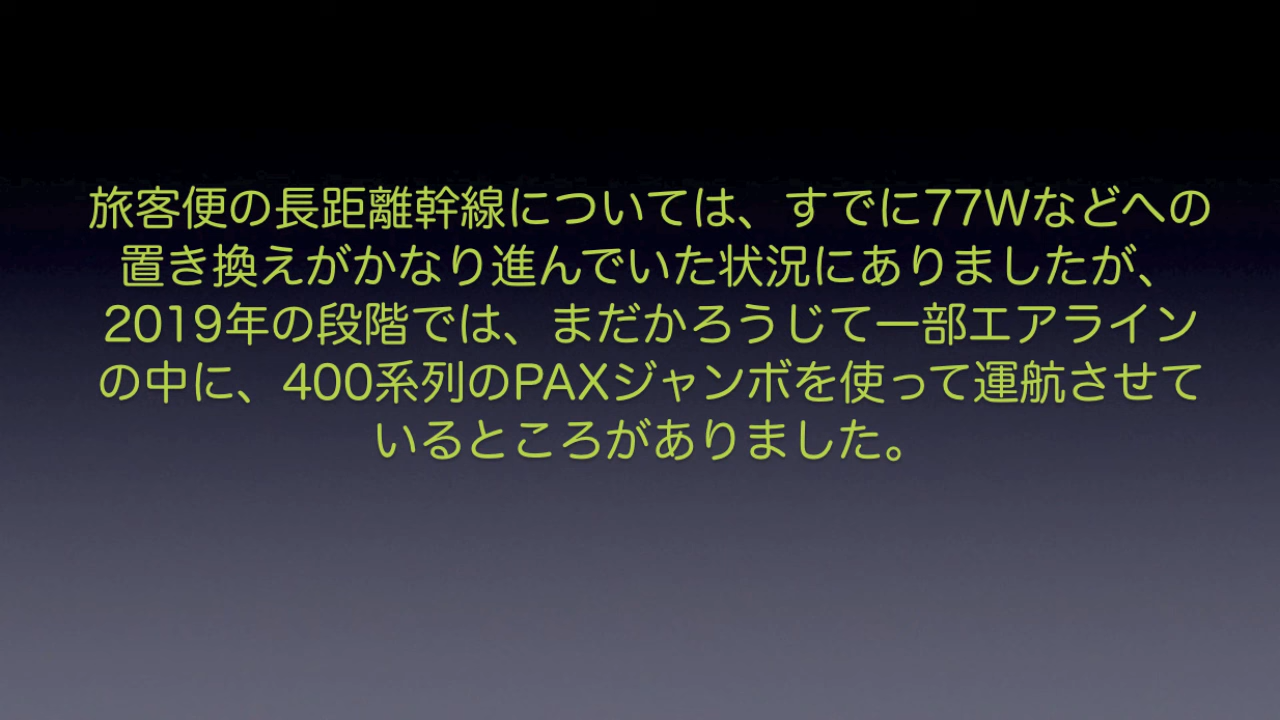 旅客便の長距離幹線については、すでに77Wなどへの
置き換えがかなり進んでいた状況にありましたが、
2019年の段階では、まだかろうじて一部エアライン
の中に、400系列のPAXジャンボを使って運航させて
いるところがありました。